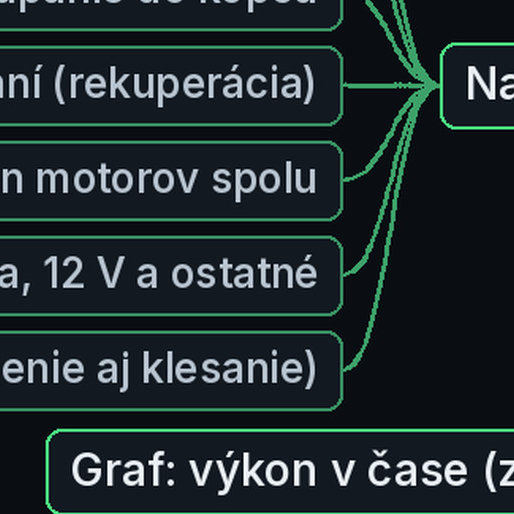 ní (rekuperácia)
Na
n motorov spolu
a, 12 V a ostatné
enie aj klesanie)
Graf: výkon v čase (z